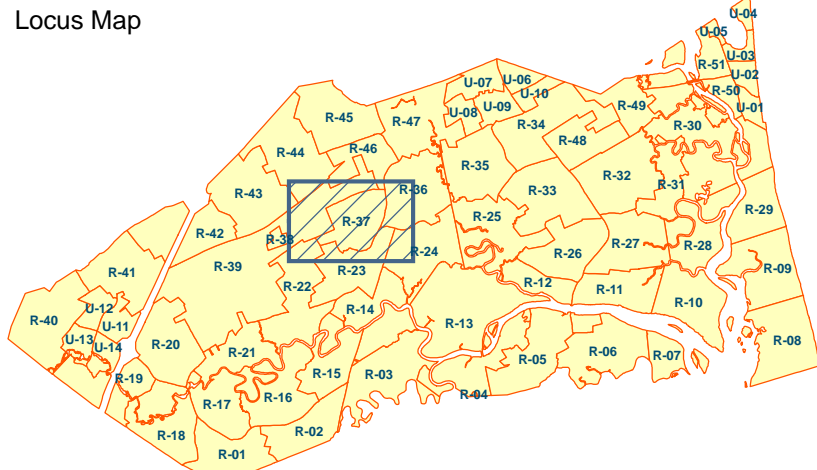 Locus Map
U-04
U-05
U-03
R-51
U-02
U-07
U-06
R-50
U-10
U-08
U-09
R-49
U-01
R-45
R-47
R-34
R-30
R-48
R-44
R-46
R-35
R-32
R-43
R-36
R-33
R-31
R-42
R-37
R-25
R-29
R-38
R-27
R-28
R-24
R-26
R-41
R-39
R-23
R-09
R-22
R-12
R-11
R-10
U-12
R-40
U-11
R-14
R-13
U-13
U-14
R-20
R-21
R-05
R-06
R-07
R-08
R-19
R-15
R-03
R-17
R-16
R-04
R-18
R-02
R-01